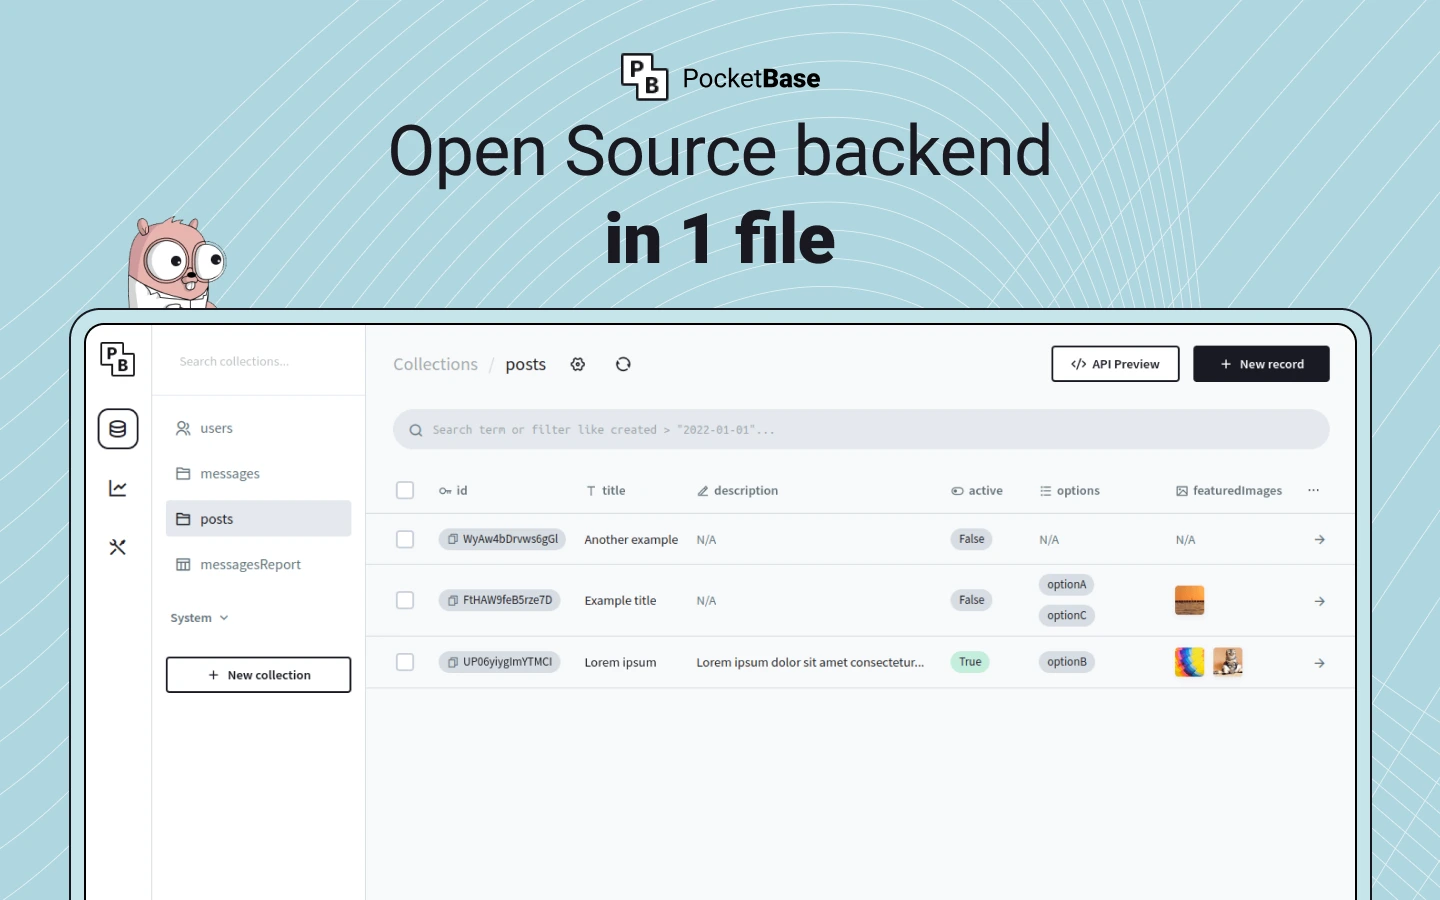 P
B
PocketBase
Open Source backend
in 1 file
P
B
Search collections...
users
messages
posts
messagesReport
System
+ New collection
Collections / posts
</> API Preview
+ New record
Search term or filter like created > "2022-01-01"...
id title description active options featuredImages ...
WyAw4bDrvws6gGl Another example N/A False N/A N/A
FtHAW9feB5rze7D Example title N/A False optionA
optionC
UP06yiygImYTMCI Lorem ipsum Lorem ipsum dolor sit amet consectetur... True optionB